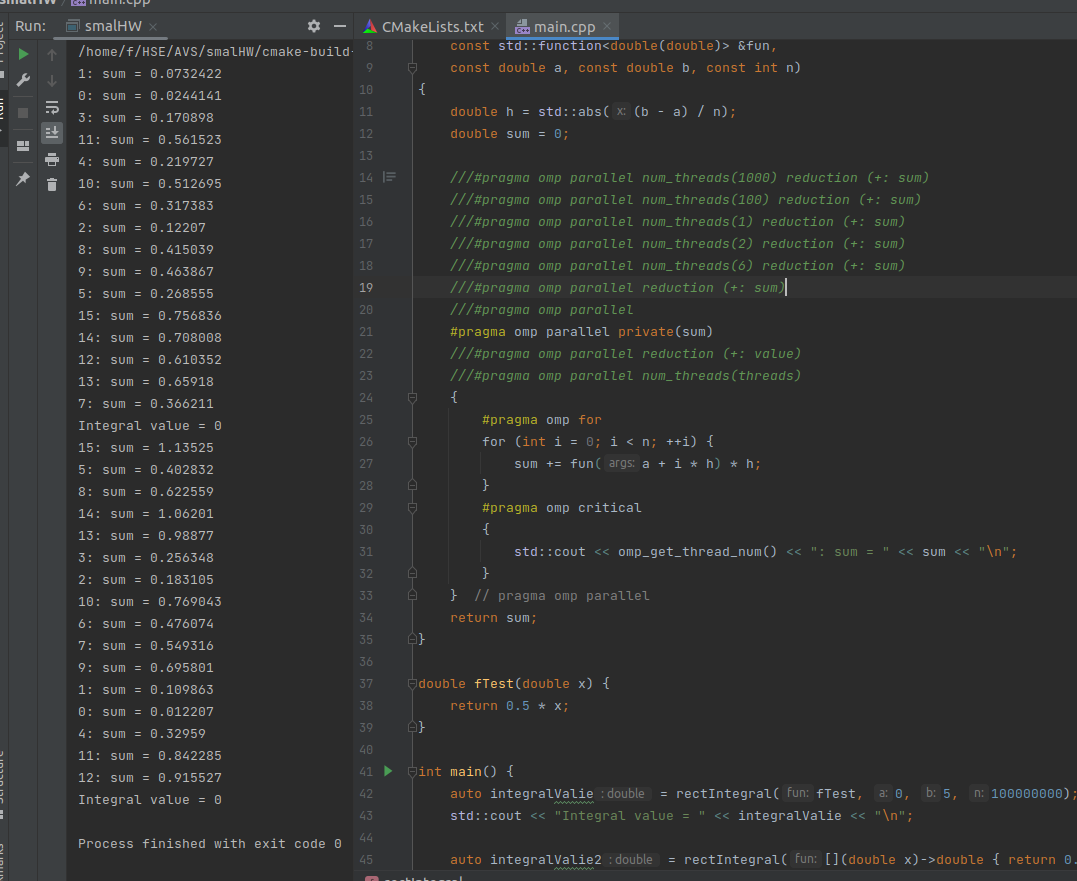 smalHW / main.cpp
Run: smalHW
/home/f/HSE/AVS/smalHW/cmake-build-
1: sum = 0.0732422
0: sum = 0.0244141
3: sum = 0.170898
11: sum = 0.561523
4: sum = 0.219727
10: sum = 0.512695
6: sum = 0.317383
2: sum = 0.12207
8: sum = 0.415039
9: sum = 0.463867
5: sum = 0.268555
15: sum = 0.756836
14: sum = 0.708008
12: sum = 0.610352
13: sum = 0.65918
7: sum = 0.366211
Integral value = 0
15: sum = 1.13525
5: sum = 0.402832
8: sum = 0.622559
14: sum = 1.06201
13: sum = 0.98877
3: sum = 0.256348
2: sum = 0.183105
10: sum = 0.769043
6: sum = 0.476074
7: sum = 0.549316
9: sum = 0.695801
1: sum = 0.109863
0: sum = 0.012207
4: sum = 0.32959
11: sum = 0.842285
12: sum = 0.915527
Integral value = 0
Process finished with exit code 0
CMakeLists.txt main.cpp
8 const std::function<double(double)> &fun,
9 const double a, const double b, const int n)
10 {
11 double h = std::abs( x: (b - a) / n);
12 double sum = 0;
13
14 ///#pragma omp parallel num_threads(1000) reduction (+: sum)
15 ///#pragma omp parallel num_threads(100) reduction (+: sum)
16 ///#pragma omp parallel num_threads(1) reduction (+: sum)
17 ///#pragma omp parallel num_threads(2) reduction (+: sum)
18 ///#pragma omp parallel num_threads(6) reduction (+: sum)
19 ///#pragma omp parallel reduction (+: sum)
20 ///#pragma omp parallel
21 #pragma omp parallel private(sum)
22 ///#pragma omp parallel reduction (+: value)
23 ///#pragma omp parallel num_threads(threads)
24 {
25 #pragma omp for
26 for (int i = 0; i < n; ++i) {
27 sum += fun( args: a + i * h) * h;
28 }
29 #pragma omp critical
30 {
31 std::cout << omp_get_thread_num() << ": sum = " << sum << "\n";
32 }
33 } // pragma omp parallel
34 return sum;
35 }
36
37 double fTest(double x) {
38 return 0.5 * x;
39 }
40
41 int main() {
42 auto integralValie : double = rectIntegral( fun: fTest, a: 0, b: 5, n: 100000000);
43 std::cout << "Integral value = " << integralValie << "\n";
44
45 auto integralValie2 : double = rectIntegral( fun: [](double x)->double { return 0.
rectIntegral